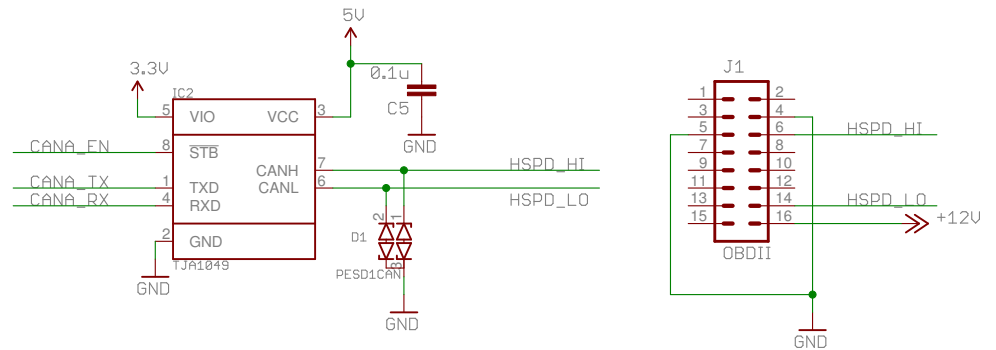 5V
3.3V
0.1u
C5
GND
IC2
5 VIO VCC 3
CANA_EN 8 STB
CANH 7 HSPD_HI
CANA_TX 1 TXD CANL 6 HSPD_LO
CANA_RX 4 RXD
2 GND
TJA1049
GND
2 1
D1
3
PESD1CAN
GND
J1
1 2
3 4
5 6 HSPD_HI
7 8
9 10
11 12
13 14 HSPD_LO
15 16 +12V
OBDII
GND